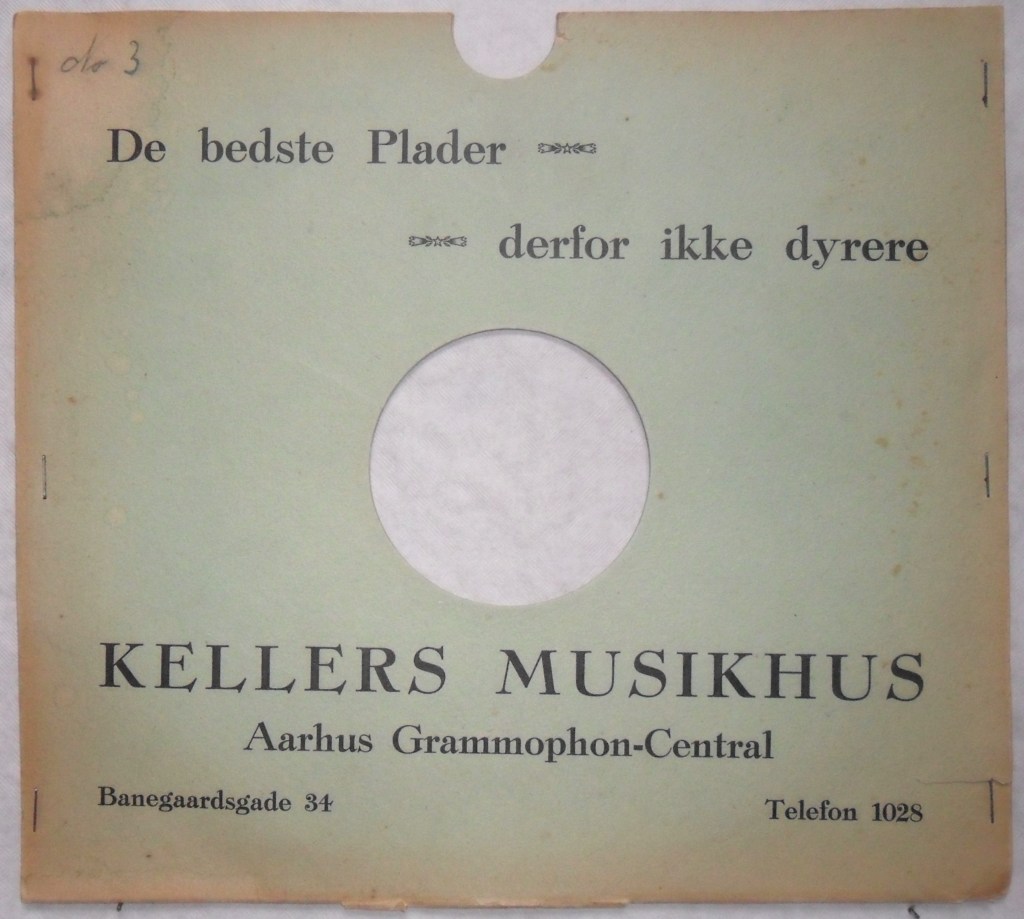 De bedste Plader
derfor ikke dyrere
KELLERS MUSIKHUS
Aarhus Grammophon-Central
Banegaardsgade 34
Telefon 1028